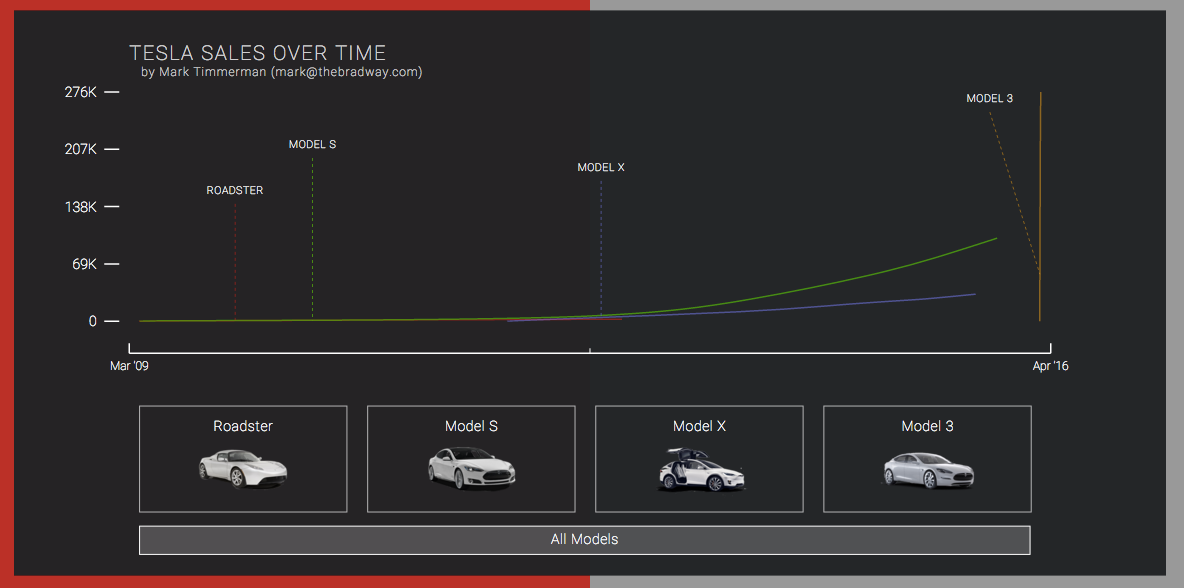 TESLA SALES OVER TIME
by Mark Timmerman (mark@thebradway.com)
276K
MODEL 3
207K
MODEL S
MODEL X
ROADSTER
138K
69K
0
Mar '09
Apr '16
Roadster
Model S
Model X
Model 3
All Models